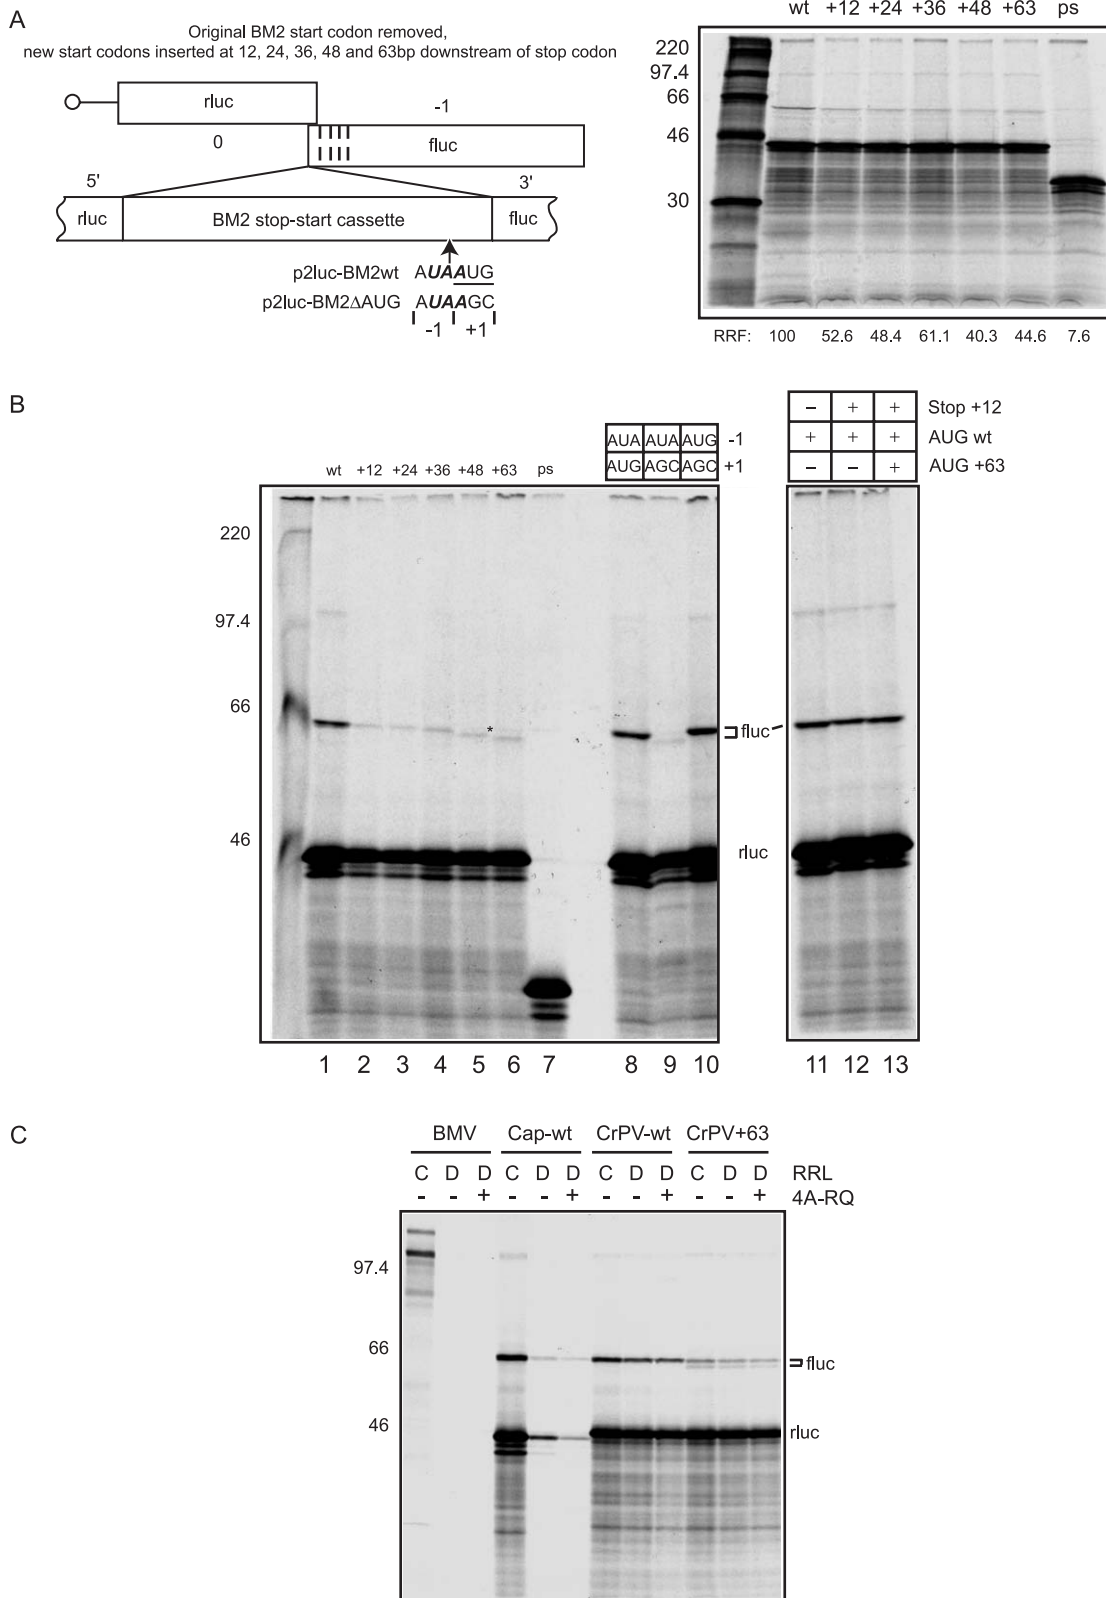 A
Original BM2 start codon removed,
new start codons inserted at 12, 24, 36, 48 and 63bp downstream of stop codon
rluc
-1
0
fluc
5'
3'
rluc
BM2 stop-start cassette
fluc
p2luc-BM2wt AUAAUG
p2luc-BM2ΔAUG AUAAGC
-1 +1
wt +12 +24 +36 +48 +63 ps
220
97.4
66
46
30
RRF: 100 52.6 48.4 61.1 40.3 44.6 7.6
B
AUA AUA AUG -1
AUG AGC AGC +1
wt +12 +24 +36 +48 +63 ps
220
97.4
66
46
*
fluc
rluc
– + + Stop +12
+ + + AUG wt
– – + AUG +63
1 2 3 4 5 6 7 8 9 10 11 12 13
C
BMV Cap-wt CrPV-wt CrPV+63
C D D C D D C D D C D D RRL
- - + - - + - - + - - + 4A-RQ
97.4
66
46
fluc
rluc